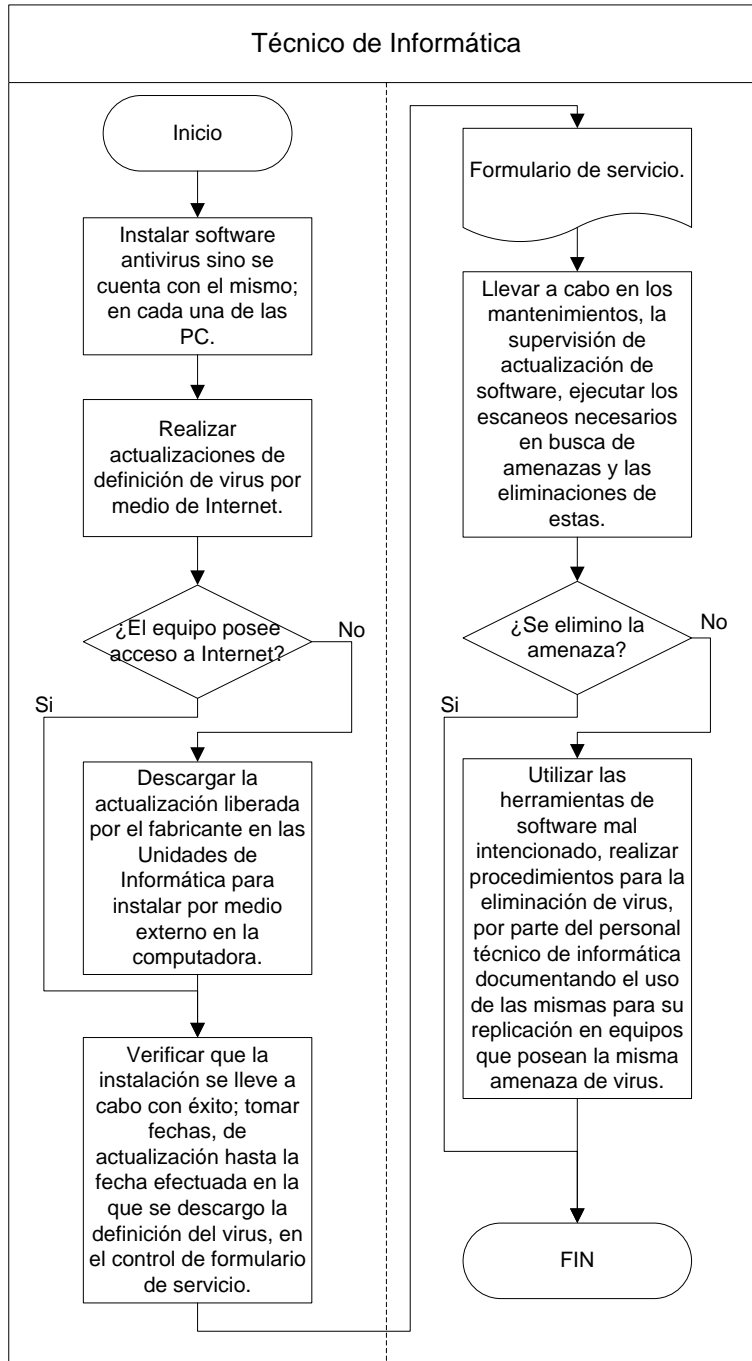 Técnico de Informática
Inicio
Instalar software
antivirus sino se
cuenta con el mismo;
en cada una de las
PC.
Realizar
actualizaciones de
definición de virus por
medio de Internet.
¿El equipo posee
acceso a Internet?
No
Si
Descargar la
actualización liberada
por el fabricante en las
Unidades de
Informática para
instalar por medio
externo en la
computadora.
Verificar que la
instalación se lleve a
cabo con éxito; tomar
fechas, de
actualización hasta la
fecha efectuada en la
que se descargo la
definición del virus, en
el control de formulario
de servicio.
Formulario de servicio.
Llevar a cabo en los
mantenimientos, la
supervisión de
actualización de
software, ejecutar los
escaneos necesarios
en busca de
amenazas y las
eliminaciones de
estas.
¿Se elimino la
amenaza?
No
Si
Utilizar las
herramientas de
software mal
intencionado, realizar
procedimientos para la
eliminación de virus,
por parte del personal
técnico de informática
documentando el uso
de las mismas para su
replicación en equipos
que posean la misma
amenaza de virus.
FIN